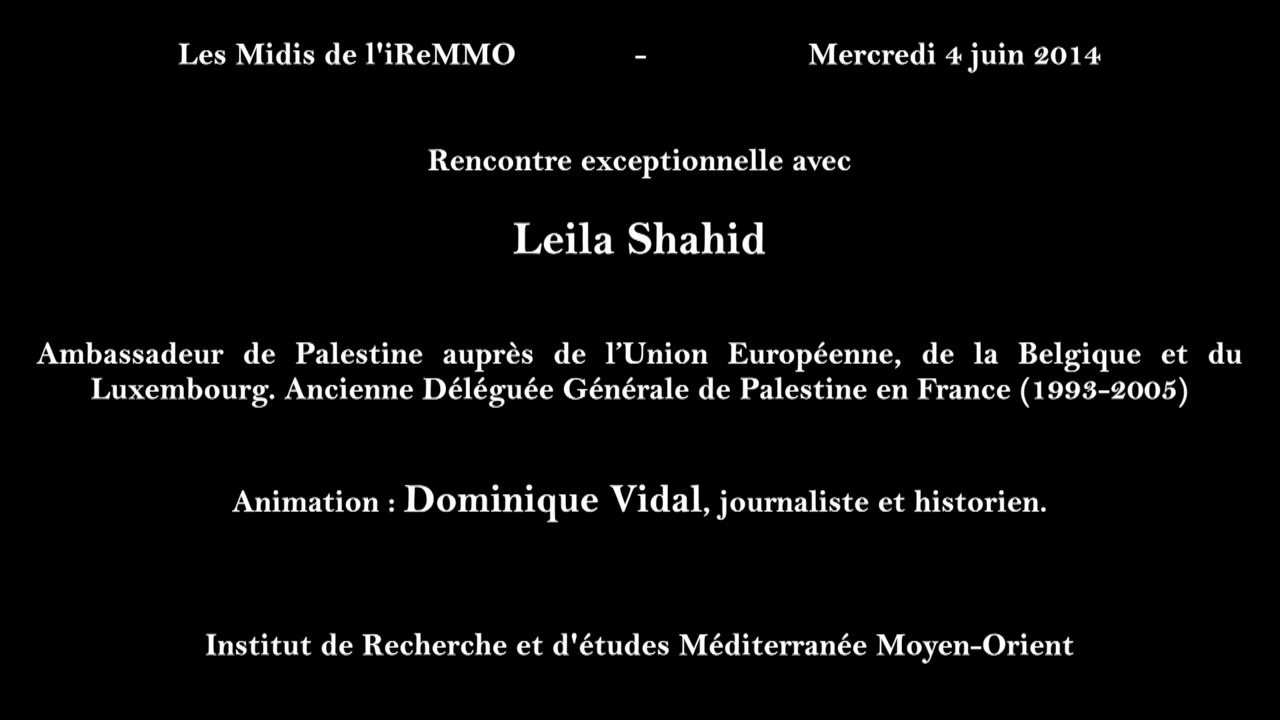 Les Midis de l'iReMMO - Mercredi 4 juin 2014
Rencontre exceptionnelle avec
Leila Shahid
Ambassadeur de Palestine auprès de l’Union Européenne, de la Belgique et du
Luxembourg. Ancienne Déléguée Générale de Palestine en France (1993-2005)
Animation : Dominique Vidal, journaliste et historien.
Institut de Recherche et d'études Méditerranée Moyen-Orient